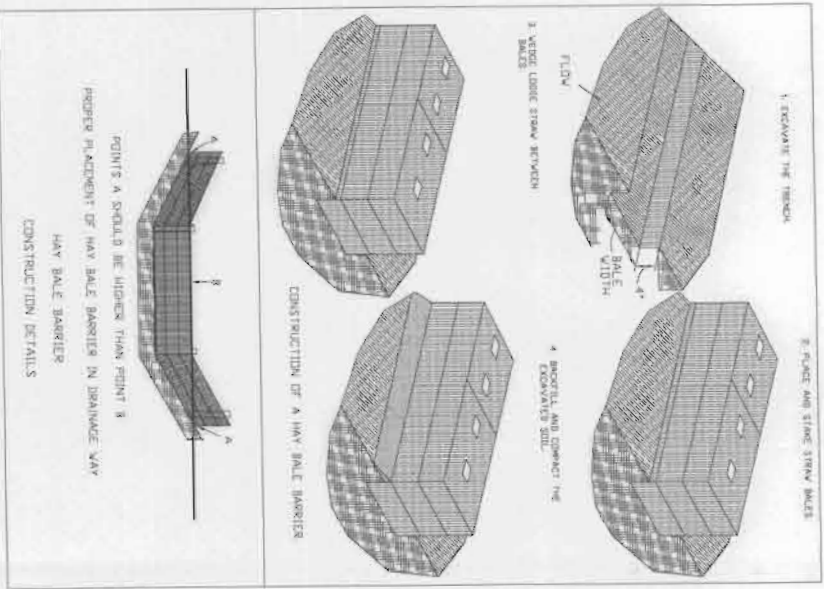 1. EXCAVATE THE TRENCH.
2. PLACE AND STAKE STRAW BALES.
FLOW
4"
BALE
WIDTH
3. WEDGE LOOSE STRAW BETWEEN
BALES.
4. BACKFILL AND COMPACT THE
EXCAVATED SOIL.
CONSTRUCTION OF A HAY BALE BARRIER
A
B
A
POINTS A SHOULD BE HIGHER THAN POINT B
PROPER PLACEMENT OF HAY BALE BARRIER IN DRAINAGE WAY
HAY BALE BARRIER
CONSTRUCTION DETAILS